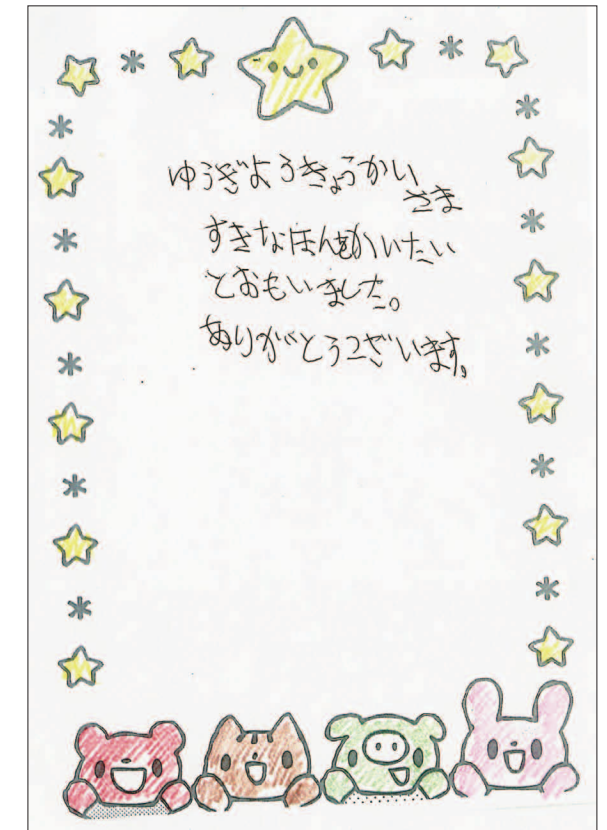 ゆうぎようきょうかい
さま
すきなほんをかいたい
とおもいました。
ありがとうございます。